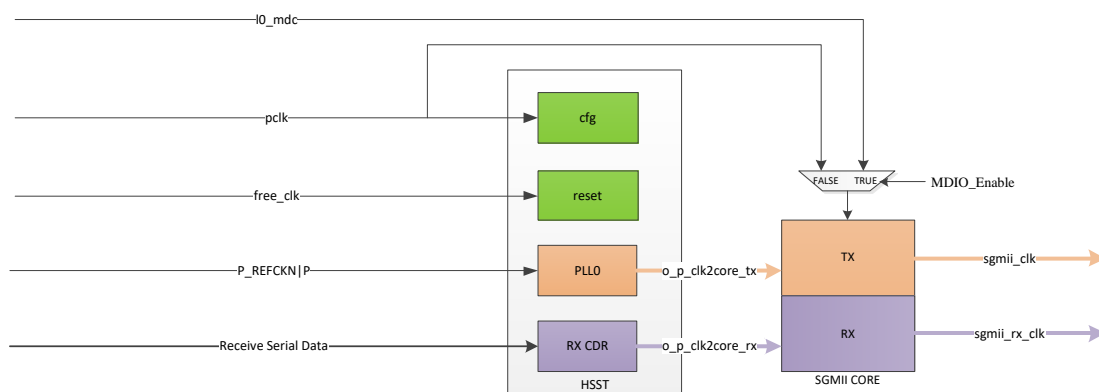 l0_mdc
pclk
cfg
FALSE TRUE
MDIO_Enable
free_clk
reset
P_REFCKN|P
PLL0
o_p_clk2core_tx
TX
sgmii_clk
Receive Serial Data
RX CDR
o_p_clk2core_rx
RX
sgmii_rx_clk
HSST
SGMII CORE